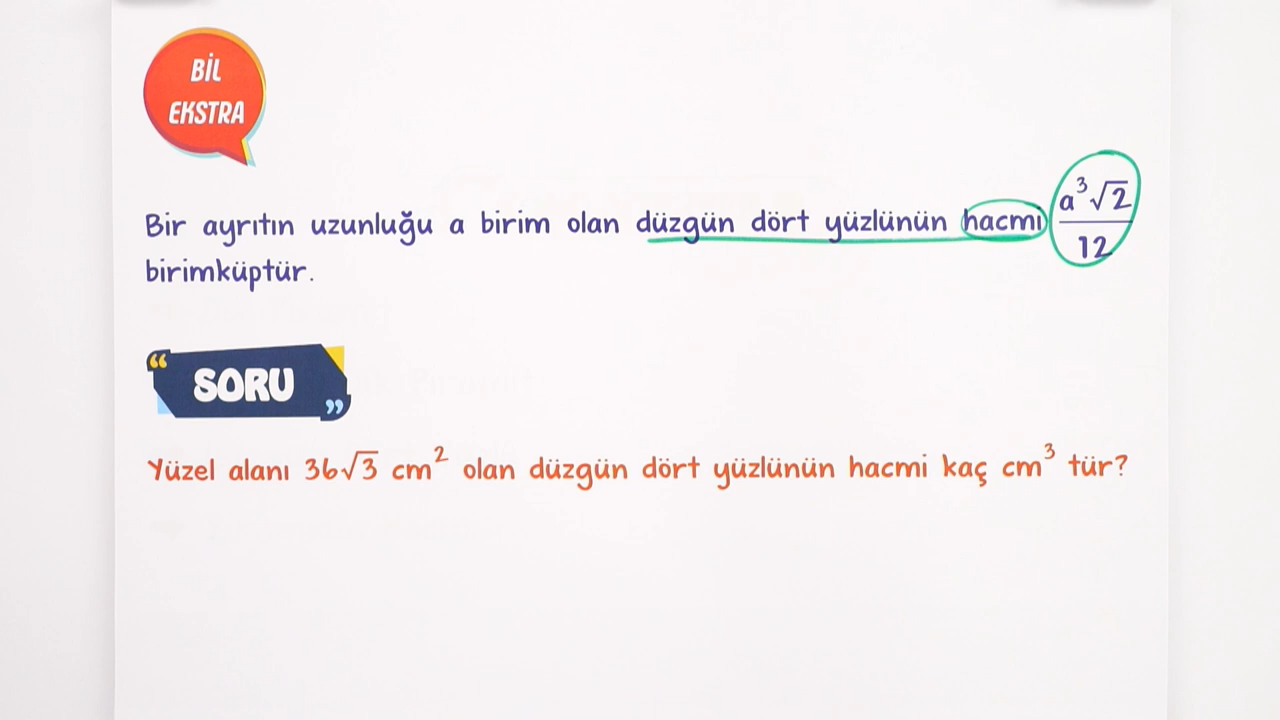 BİL
EKSTRA
Bir ayrıtın uzunluğu a birim olan düzgün dört yüzlünün hacmi a³√2/12
birimküptür.
“ SORU ”
Yüzel alanı 36√3 cm² olan düzgün dört yüzlünün hacmi kaç cm³ tür?